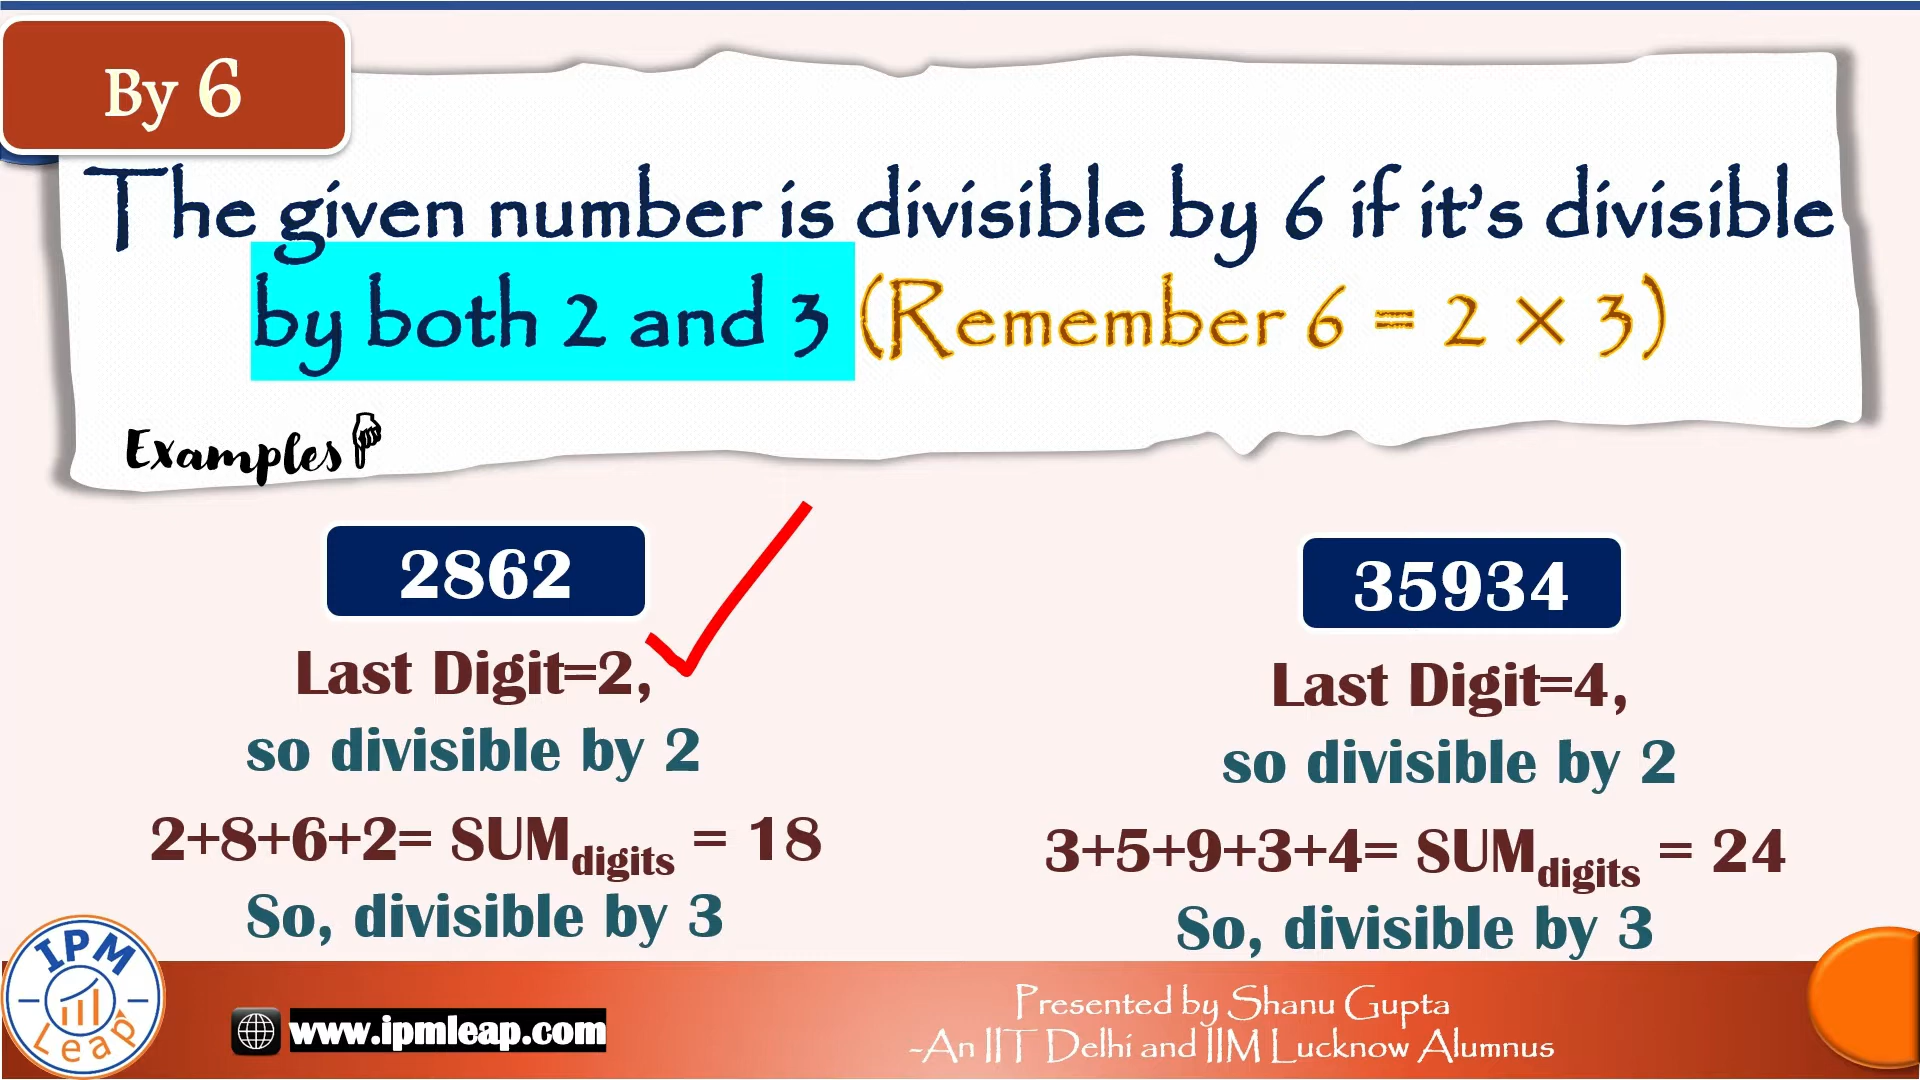 By 6
The given number is divisible by 6 if it's divisible
by both 2 and 3 (Remember 6 = 2 × 3)
Examples
2862
Last Digit=2,
so divisible by 2
2+8+6+2= SUMdigits = 18
So, divisible by 3
35934
Last Digit=4,
so divisible by 2
3+5+9+3+4= SUMdigits = 24
So, divisible by 3
IPM
Leap
www.ipmleap.com
Presented by Shanu Gupta
-An IIT Delhi and IIM Lucknow Alumnus